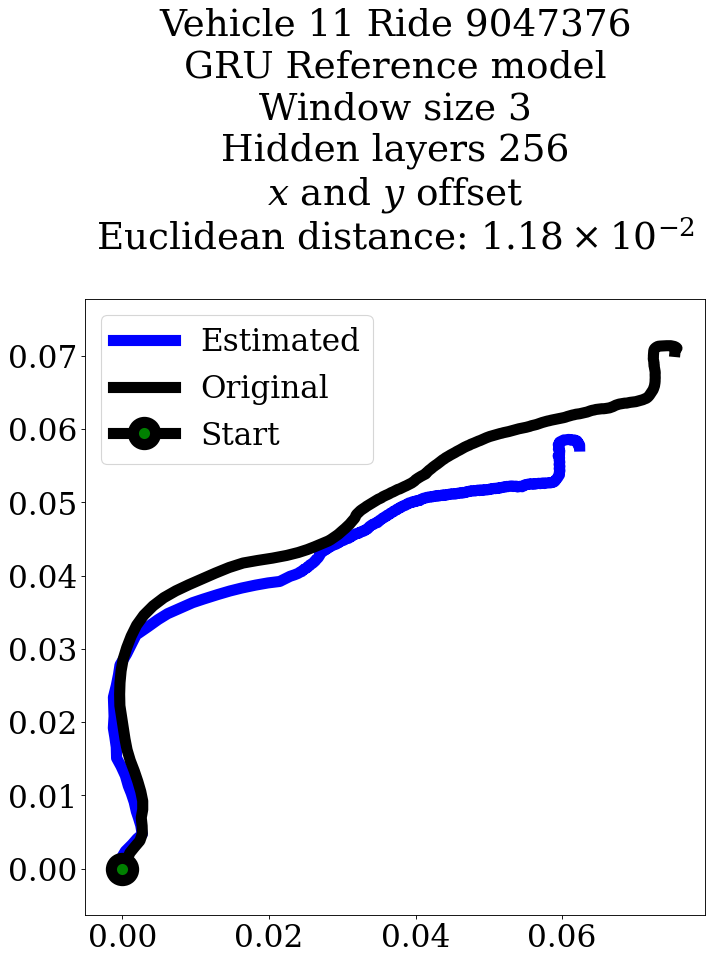 Vehicle 11 Ride 9047376
GRU Reference model
Window size 3
Hidden layers 256
x and y offset
Euclidean distance: 1.18 × 10⁻²
Estimated
Original
Start
0.07
0.06
0.05
0.04
0.03
0.02
0.01
0.00
0.00 0.02 0.04 0.06